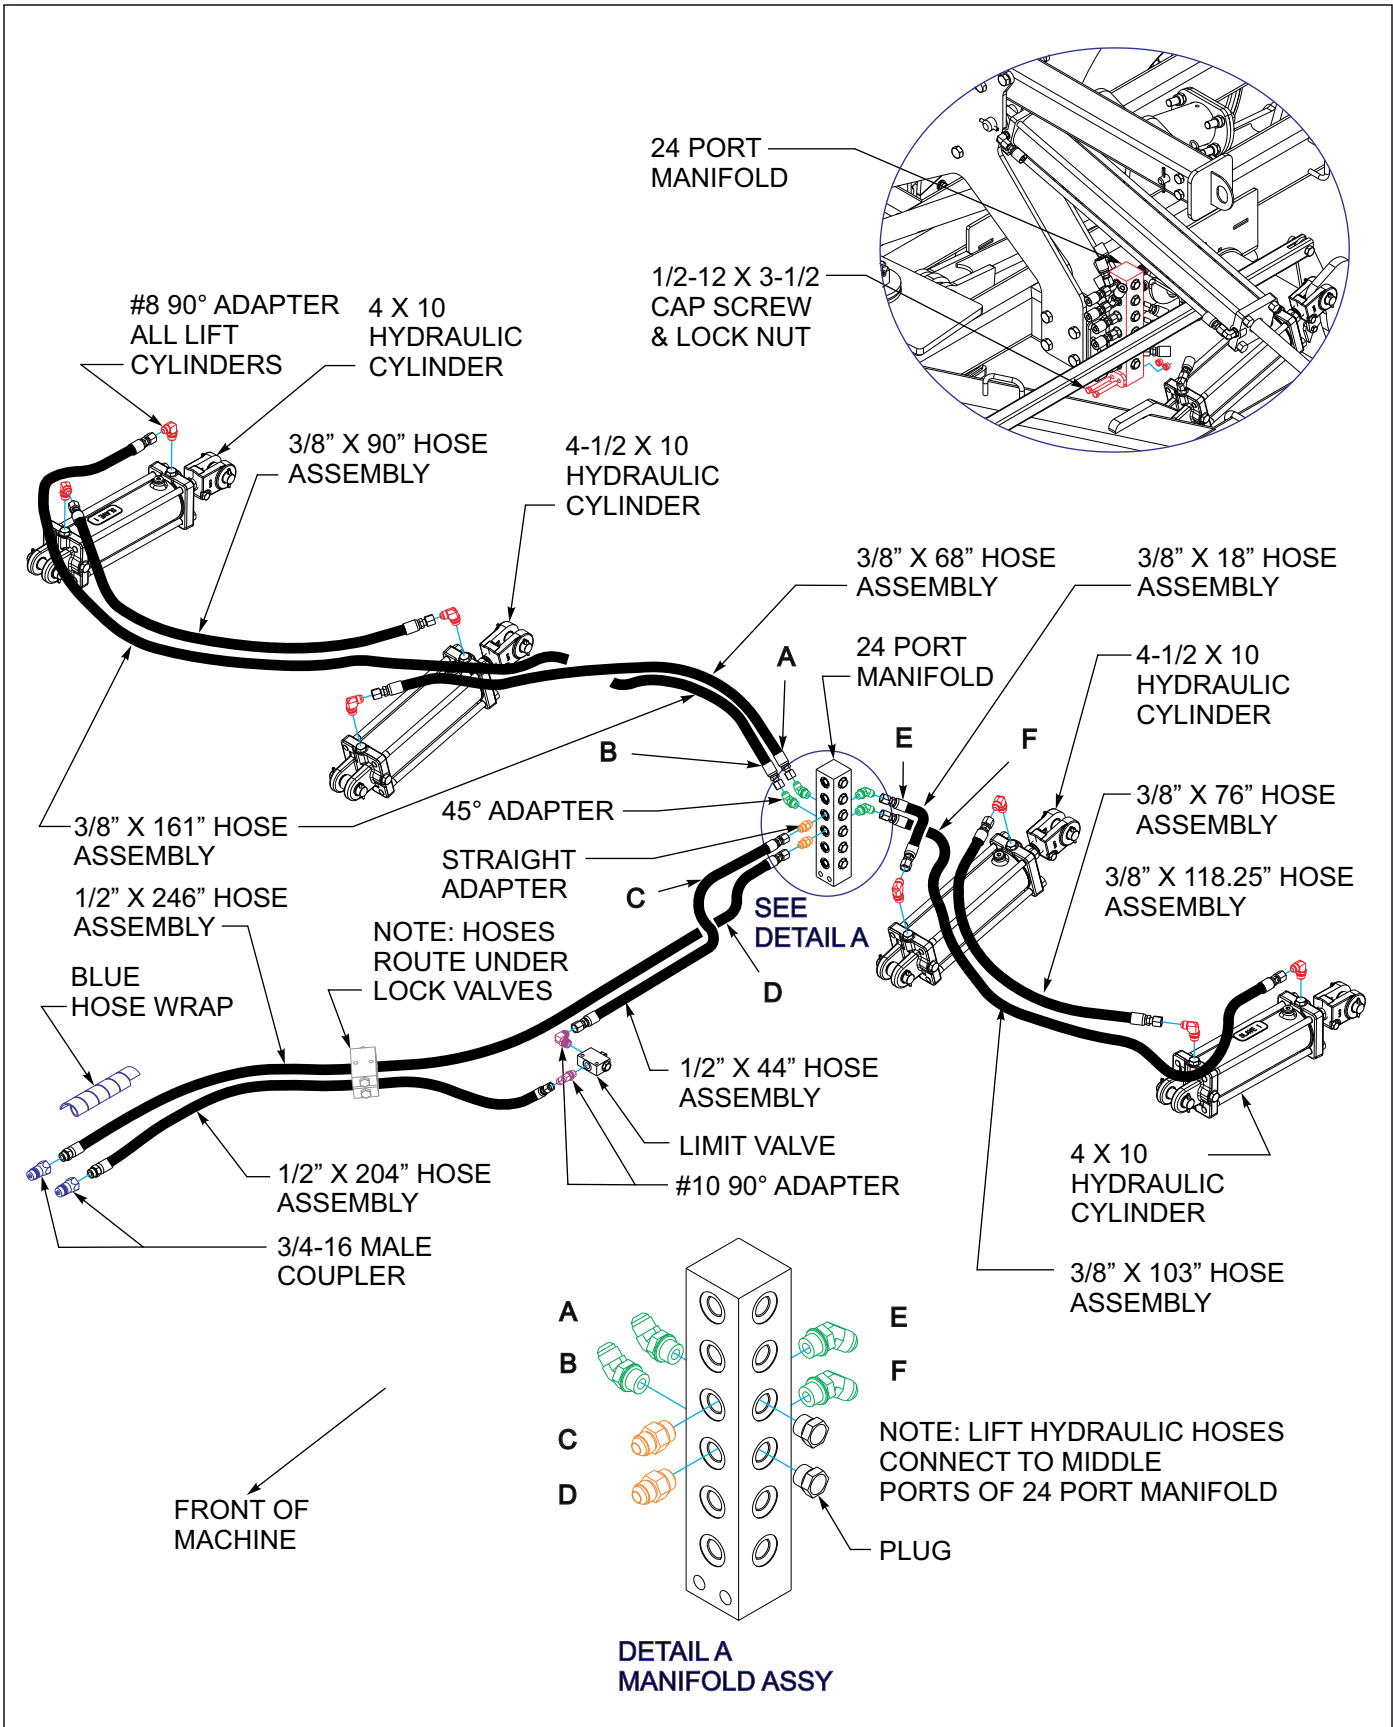 24 PORT
MANIFOLD
1/2-12 X 3-1/2
CAP SCREW
& LOCK NUT
#8 90° ADAPTER
ALL LIFT
CYLINDERS
4 X 10
HYDRAULIC
CYLINDER
3/8” X 90” HOSE
ASSEMBLY
4-1/2 X 10
HYDRAULIC
CYLINDER
3/8” X 68” HOSE
ASSEMBLY
3/8” X 18” HOSE
ASSEMBLY
24 PORT
MANIFOLD
4-1/2 X 10
HYDRAULIC
CYLINDER
A
B
E
F
45° ADAPTER
3/8” X 161” HOSE
ASSEMBLY
STRAIGHT
ADAPTER
3/8” X 76” HOSE
ASSEMBLY
3/8” X 118.25” HOSE
ASSEMBLY
C
1/2” X 246” HOSE
ASSEMBLY
SEE
DETAIL A
NOTE: HOSES
ROUTE UNDER
LOCK VALVES
D
BLUE
HOSE WRAP
1/2” X 44” HOSE
ASSEMBLY
LIMIT VALVE
#10 90° ADAPTER
1/2” X 204” HOSE
ASSEMBLY
3/4-16 MALE
COUPLER
4 X 10
HYDRAULIC
CYLINDER
3/8” X 103” HOSE
ASSEMBLY
A
B
C
D
E
F
NOTE: LIFT HYDRAULIC HOSES
CONNECT TO MIDDLE
PORTS OF 24 PORT MANIFOLD
PLUG
FRONT OF
MACHINE
DETAIL A
MANIFOLD ASSY